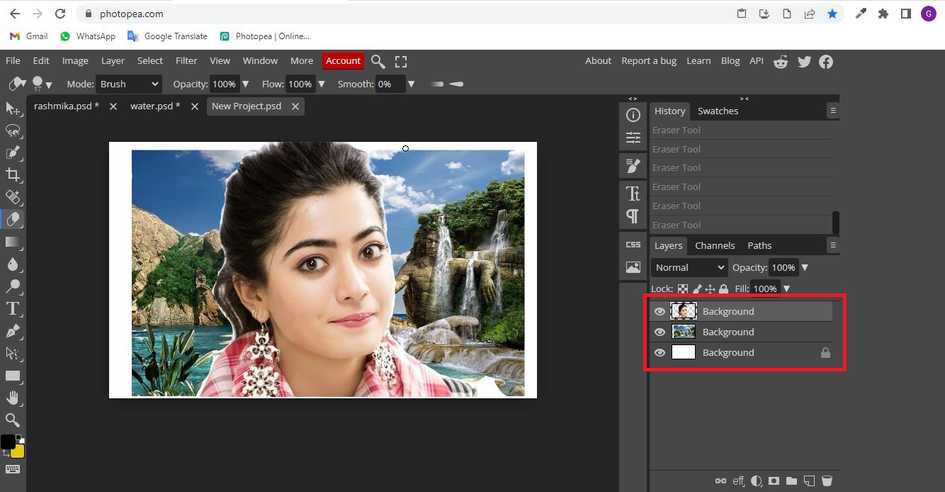 photopea.com
G
Gmail WhatsApp Google Translate Photopea | Online...
File Edit Image Layer Select Filter View Window More Account About Report a bug Learn Blog API
Mode: Brush Opacity: 100% Flow: 100% Smooth: 0%
rashmika.psd * water.psd * New Project.psd
History Swatches
Eraser Tool
Eraser Tool
Eraser Tool
Eraser Tool
Eraser Tool
Eraser Tool
CSS
Layers Channels Paths
Normal Opacity: 100%
Lock: Fill: 100%
Background
Background
Background
eff